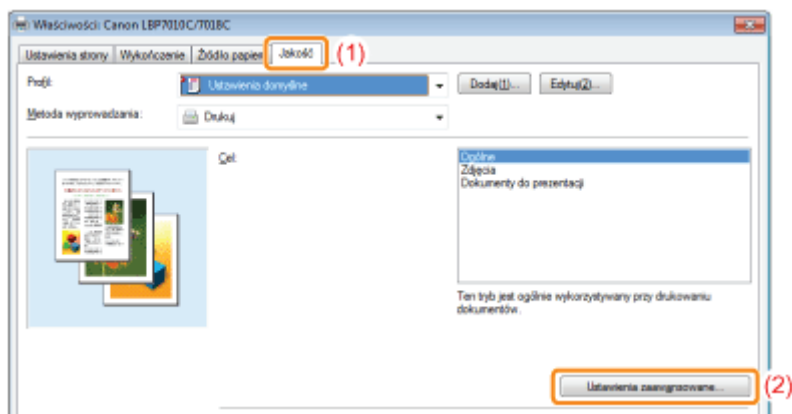 Właściwości: Canon LBP7010C/7018C
Ustawienia strony Wykończenie Źródło papieru Jakość (1)
Profil: Ustawienia domyślne Dodaj(1)... Edytuj(2)...
Metoda wyprowadzania: Drukuj
Cel: Ogólne
Zdjęcia
Dokumenty do prezentacji
Ten tryb jest ogólnie wykorzystywany przy drukowaniu
dokumentów.
Ustawienia zaawansowane... (2)